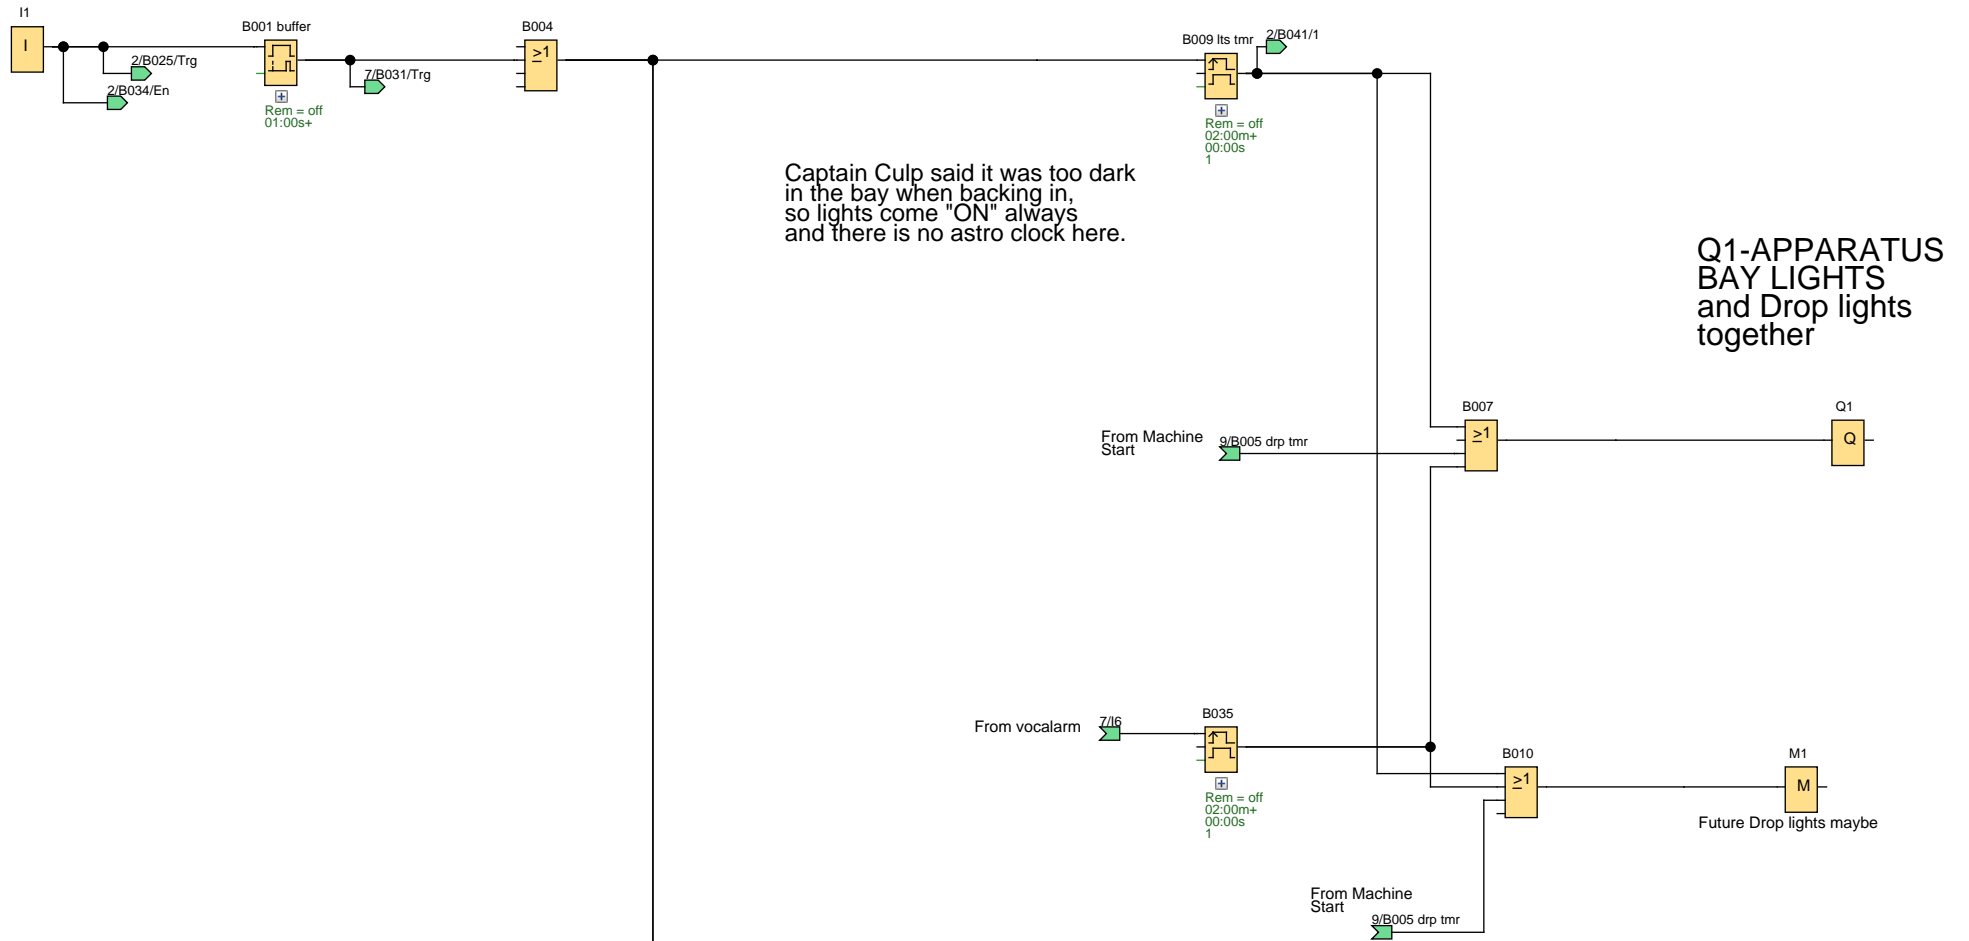 I1
I
2/B025/Trg
2/B034/En
B001 buffer
Rem = off
01:00s+
7/B031/Trg
B004
≥1
B009 lts tmr
2/B041/1
Rem = off
02:00m+
00:00s
1
Captain Culp said it was too dark
in the bay when backing in,
so lights come "ON" always
and there is no astro clock here.
Q1-APPARATUS
BAY LIGHTS
and Drop lights
together
From Machine
Start
9/B005 drp tmr
B007
≥1
Q1
Q
From vocalarm
7/I6
B035
Rem = off
02:00m+
00:00s
1
B010
≥1
M1
M
Future Drop lights maybe
From Machine
Start
9/B005 drp tmr